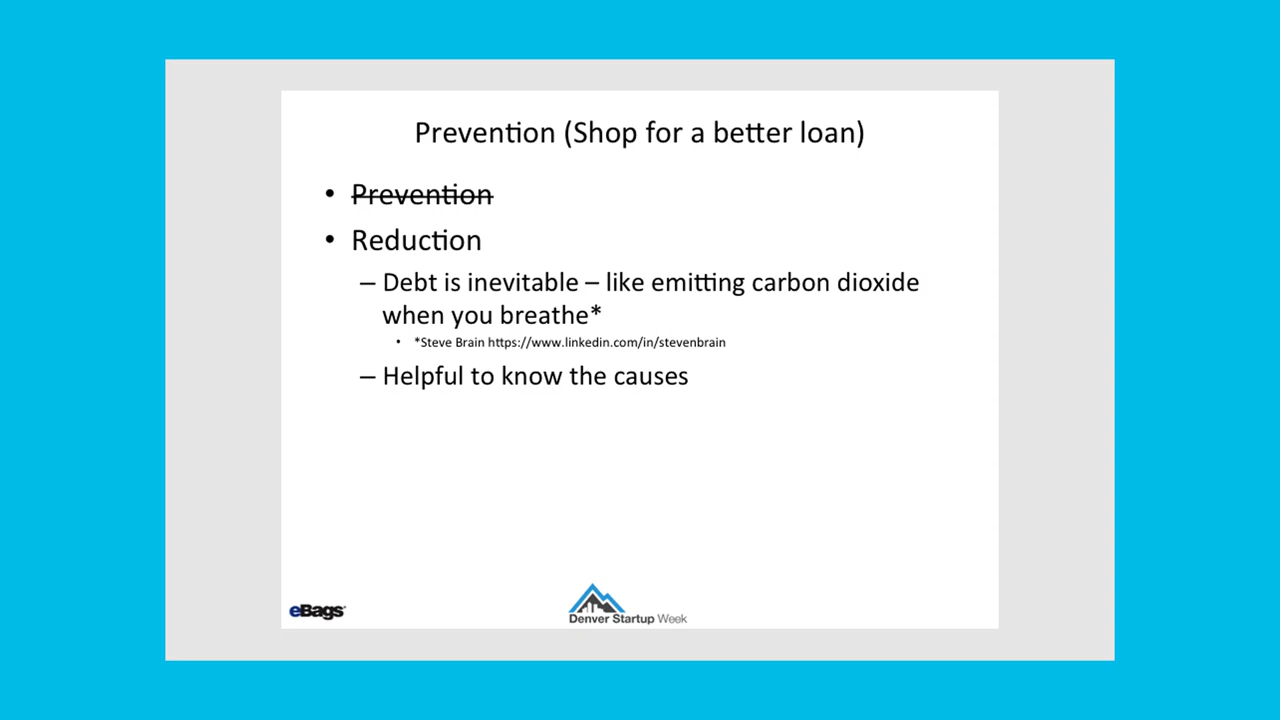 Prevention (Shop for a better loan)
• Prevention
• Reduction
– Debt is inevitable – like emitting carbon dioxide
when you breathe*
• *Steve Brain https://www.linkedin.com/in/stevenbrain
– Helpful to know the causes
eBags
Denver Startup Week